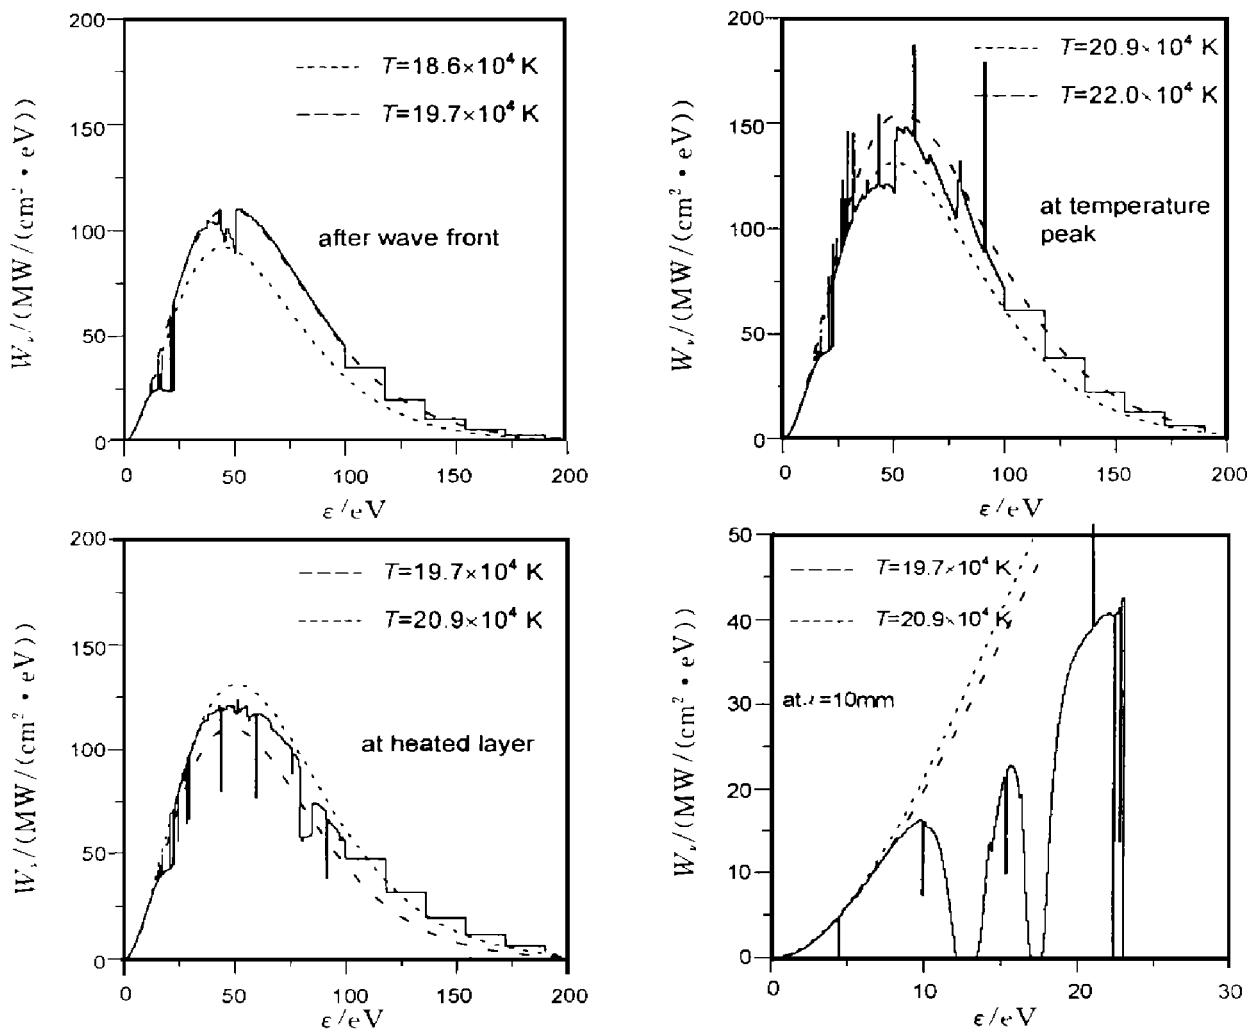 200
150
100
50
0
T=18.6×10⁴ K
T=19.7×10⁴ K
after wave front
W_ν/(MW/(cm²•eV))
0 50 100 150 200
ε/eV
200
150
100
50
0
T=20.9×10⁴ K
T=22.0×10⁴ K
at temperature
peak
W_ν/(MW/(cm²•eV))
0 50 100 150 200
ε/eV
200
150
100
50
0
T=19.7×10⁴ K
T=20.9×10⁴ K
at heated layer
W_ν/(MW/(cm²•eV))
0 50 100 150 200
ε/eV
50
40
30
20
10
0
T=19.7×10⁴ K
T=20.9×10⁴ K
at =10mm
W_ν/(MW/(cm²•eV))
0 10 20 30
ε/eV